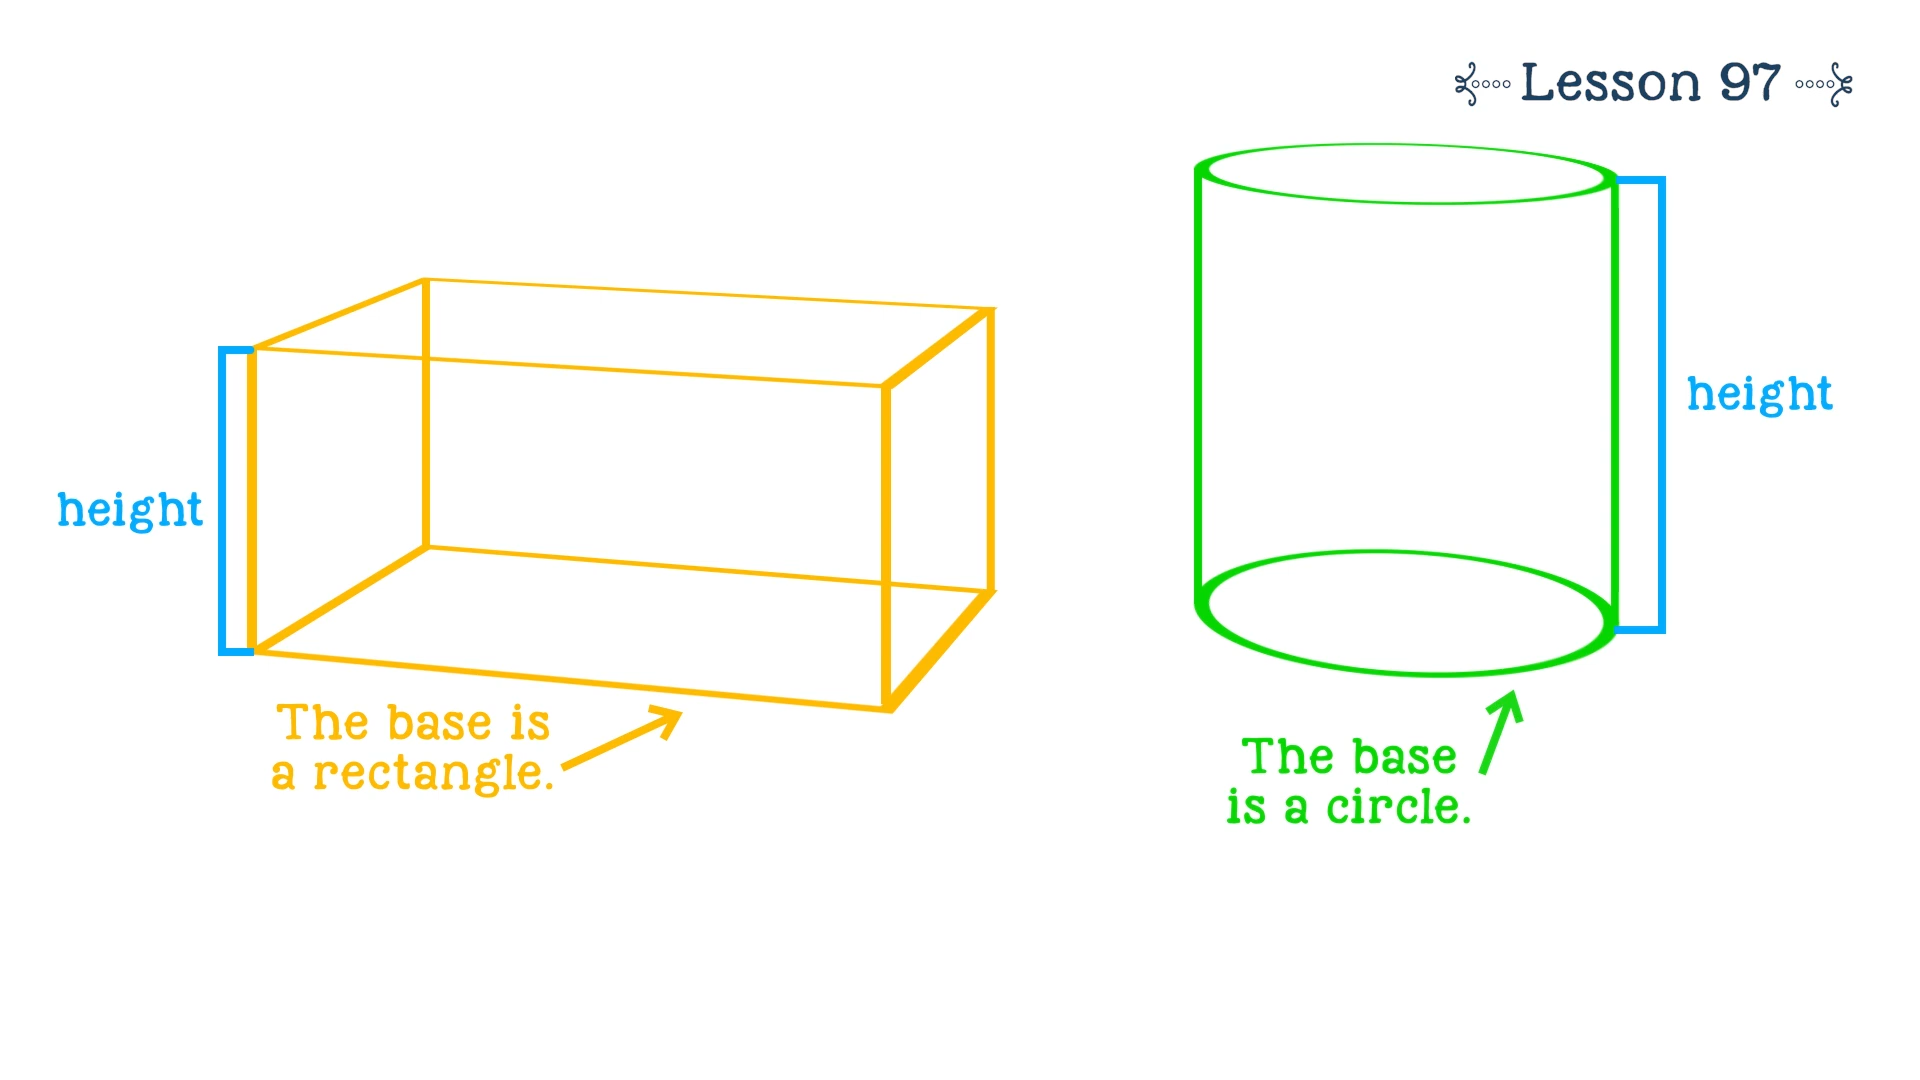 Lesson 97
height
height
The base is
a rectangle.
The base
is a circle.